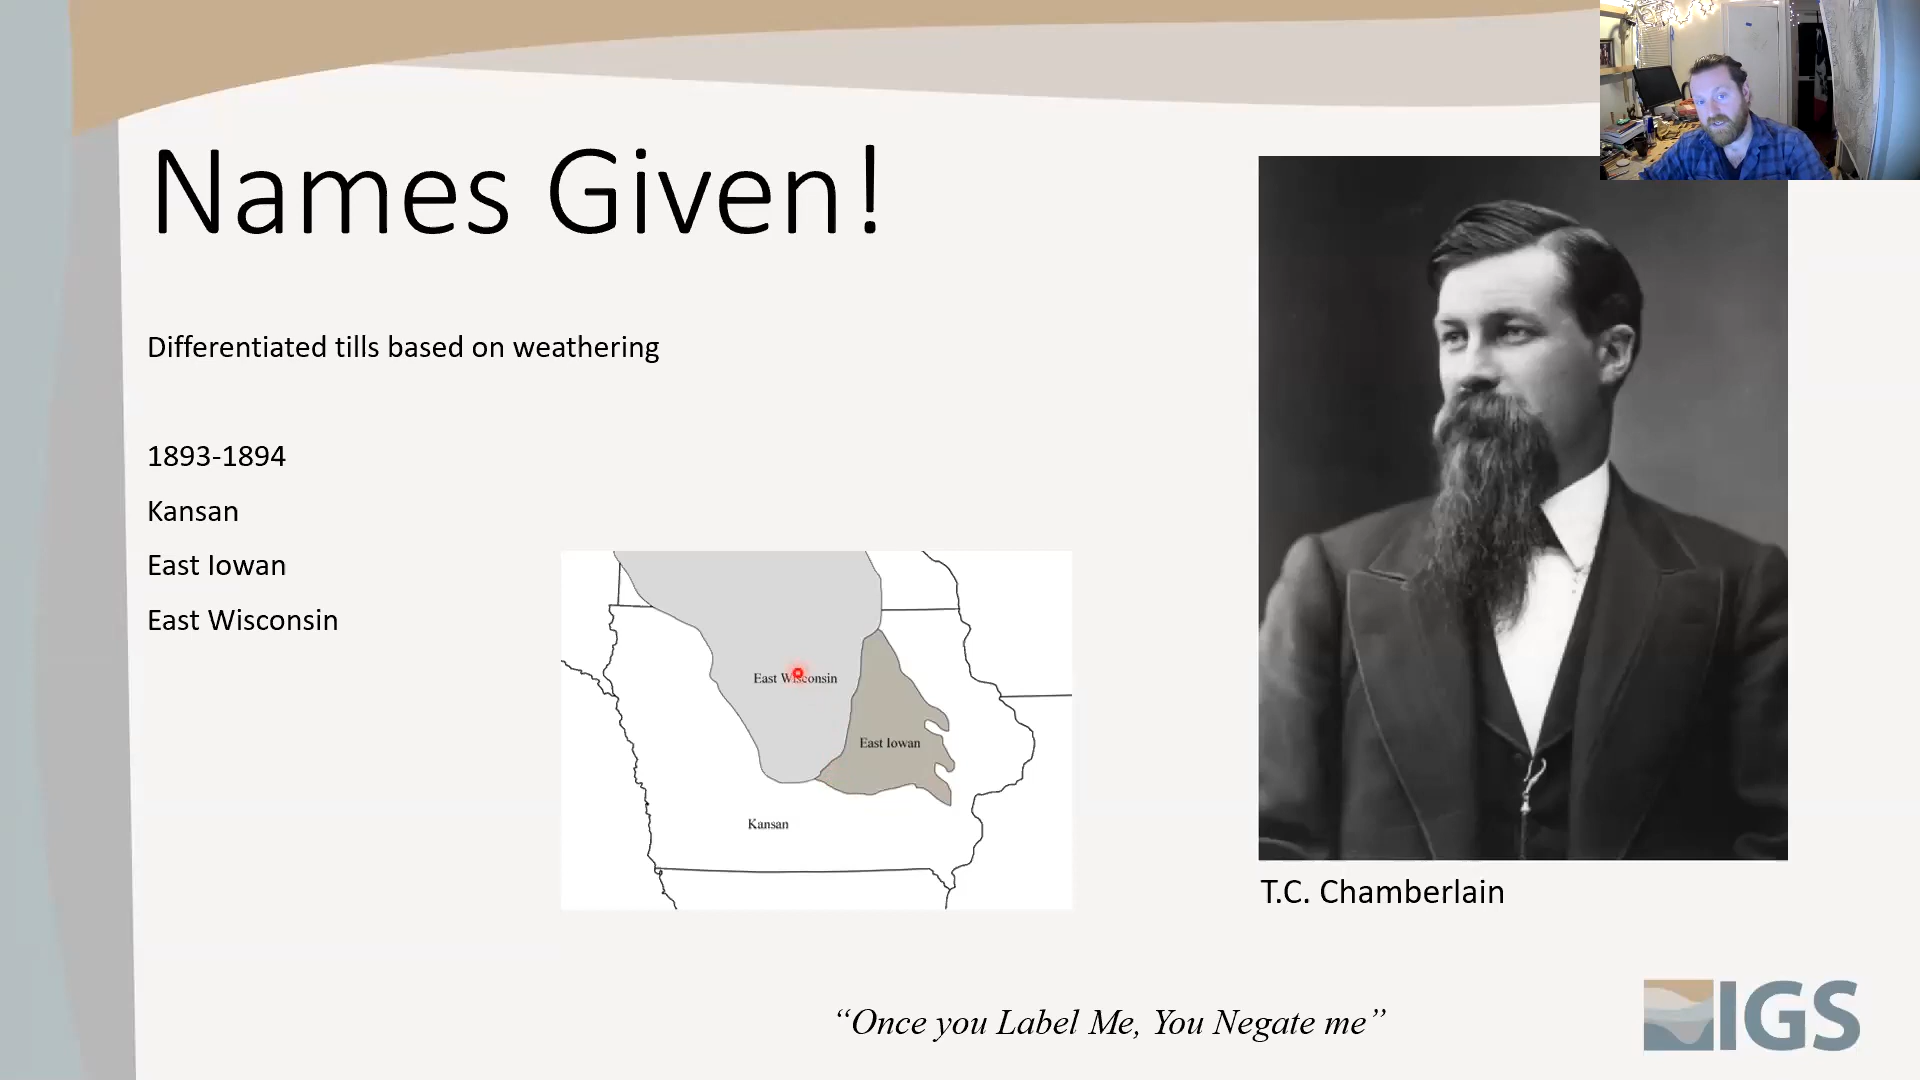 Names Given!
Differentiated tills based on weathering
1893-1894
Kansan
East Iowan
East Wisconsin
East Wisconsin
East Iowan
Kansan
T.C. Chamberlain
“Once you Label Me, You Negate me”
IGS